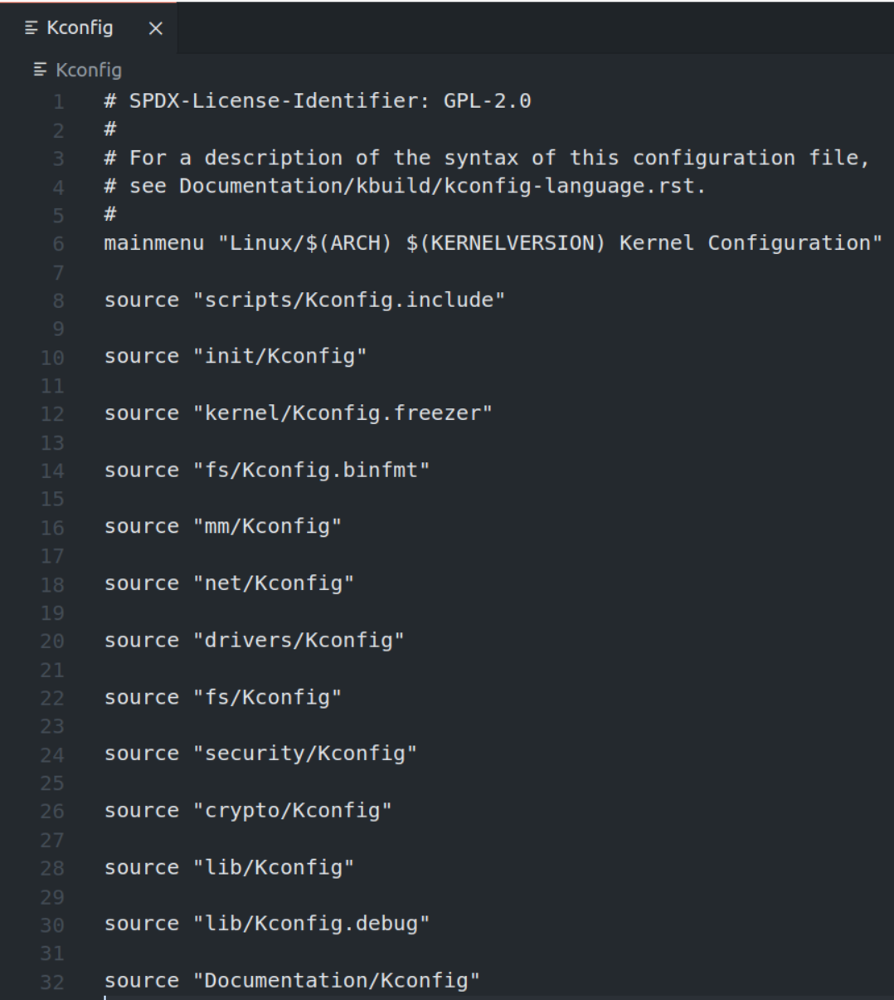 Kconfig
Kconfig
1 # SPDX-License-Identifier: GPL-2.0
2 #
3 # For a description of the syntax of this configuration file,
4 # see Documentation/kbuild/kconfig-language.rst.
5 #
6 mainmenu "Linux/$(ARCH) $(KERNELVERSION) Kernel Configuration"
7
8 source "scripts/Kconfig.include"
9
10 source "init/Kconfig"
11
12 source "kernel/Kconfig.freezer"
13
14 source "fs/Kconfig.binfmt"
15
16 source "mm/Kconfig"
17
18 source "net/Kconfig"
19
20 source "drivers/Kconfig"
21
22 source "fs/Kconfig"
23
24 source "security/Kconfig"
25
26 source "crypto/Kconfig"
27
28 source "lib/Kconfig"
29
30 source "lib/Kconfig.debug"
31
32 source "Documentation/Kconfig"